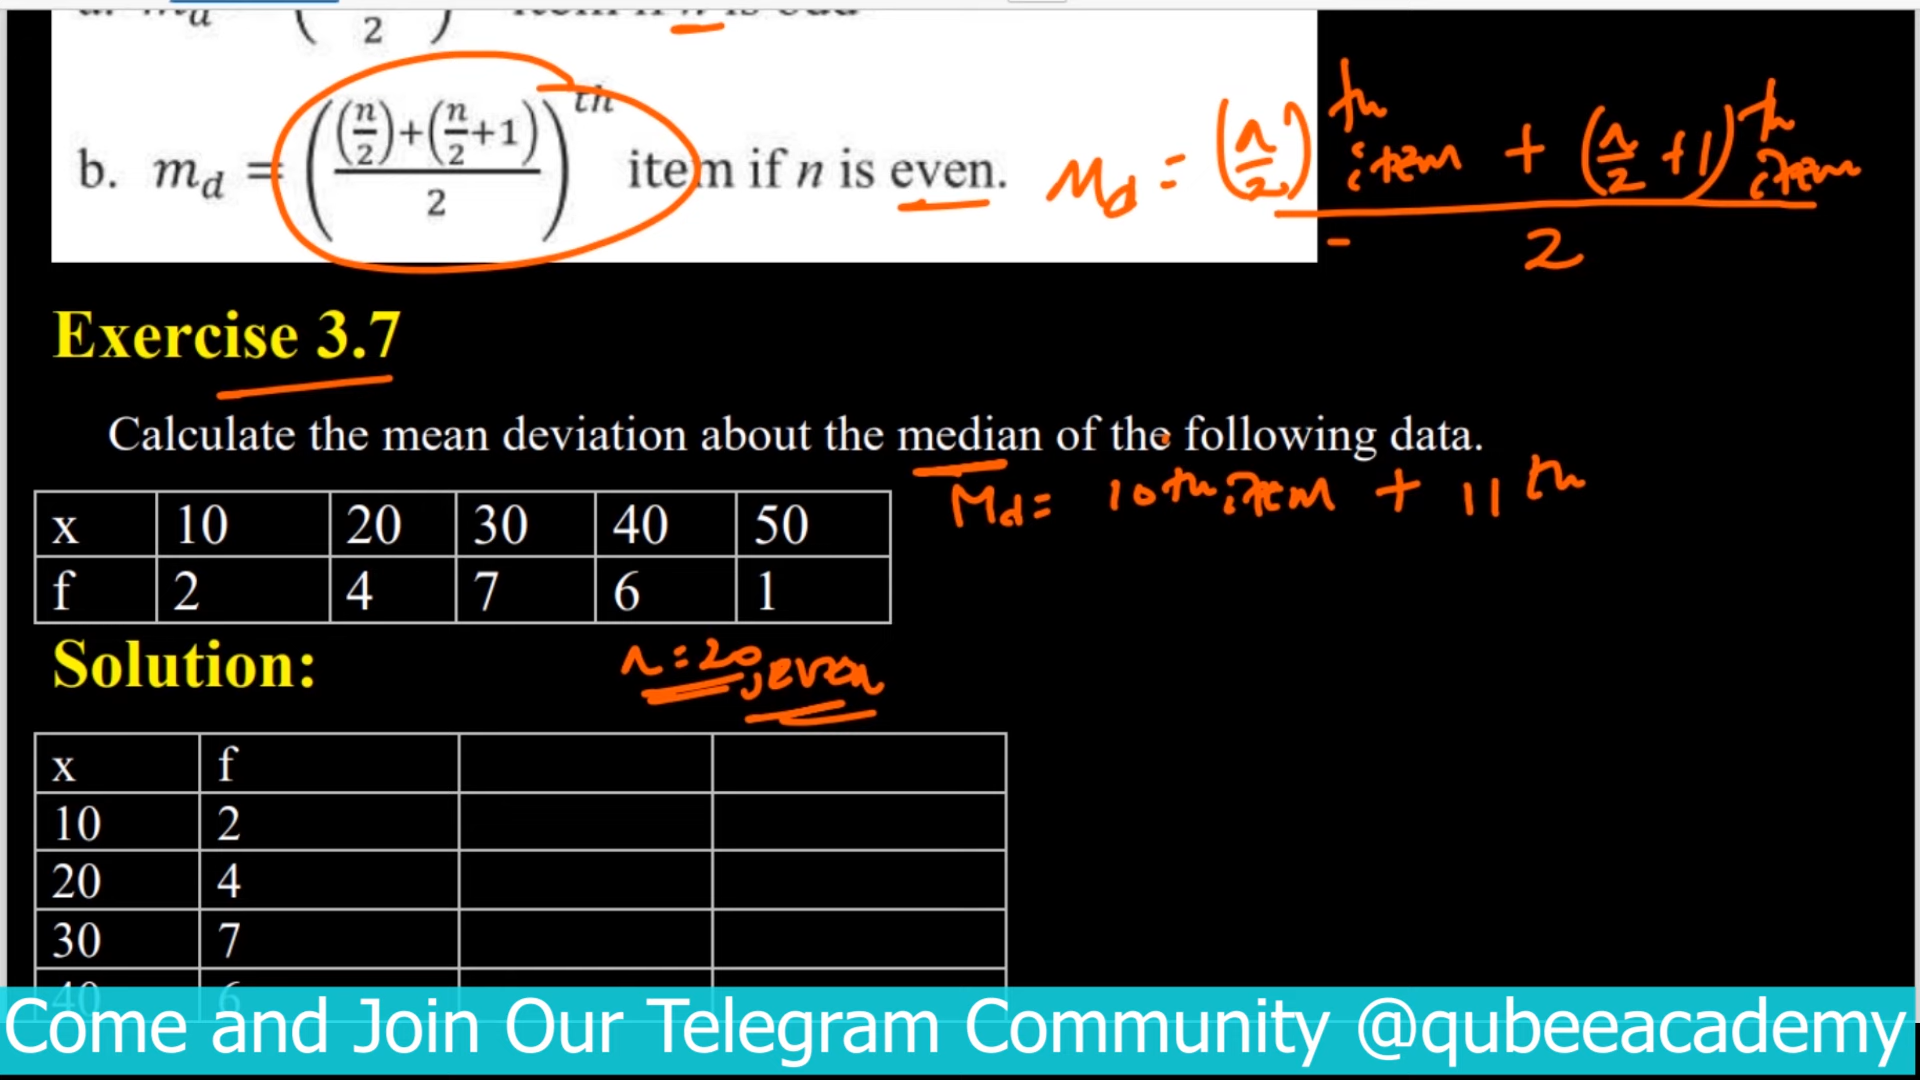 2
b. m_d = (((n/2)+(n/2+1))/2)^th item if n is even.
M_d = ((n/2)^th item + (n/2 + 1)^th item)/2
Exercise 3.7
Calculate the mean deviation about the median of the following data.
M_d = 10th item + 11th
x 10 20 30 40 50
f 2 4 7 6 1
Solution:
n = 20, even
x f
10 2
20 4
30 7
40 6
Come and Join Our Telegram Community @qubeeacademy